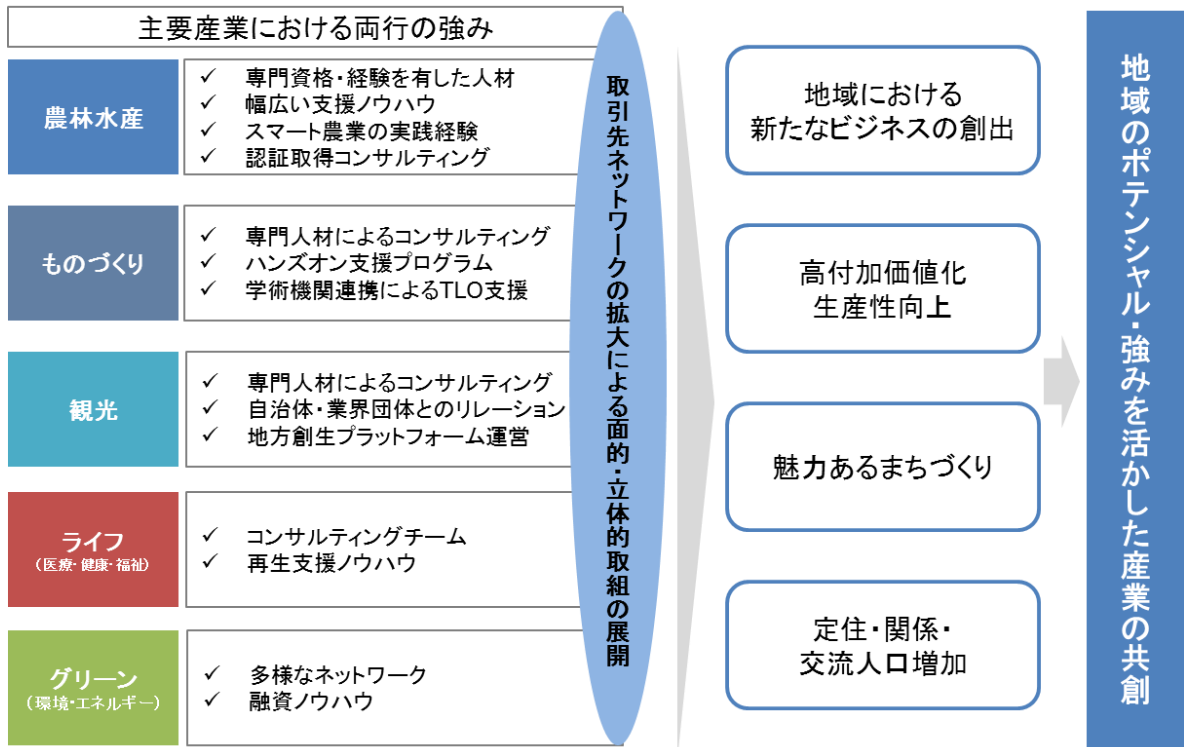 主要産業における両行の強み
農林水産
✓ 専門資格・経験を有した人材
✓ 幅広い支援ノウハウ
✓ スマート農業の実践経験
✓ 認証取得コンサルティング
ものづくり
✓ 専門人材によるコンサルティング
✓ ハンズオン支援プログラム
✓ 学術機関連携によるTLO支援
観光
✓ 専門人材によるコンサルティング
✓ 自治体・業界団体とのリレーション
✓ 地方創生プラットフォーム運営
ライフ
（医療・健康・福祉）
✓ コンサルティングチーム
✓ 再生支援ノウハウ
グリーン
（環境・エネルギー）
✓ 多様なネットワーク
✓ 融資ノウハウ
取引先ネットワークの拡大による面的・立体的取組の展開
地域における
新たなビジネスの創出
高付加価値化
生産性向上
魅力あるまちづくり
定住・関係・
交流人口増加
地域のポテンシャル・強みを活かした産業の共創